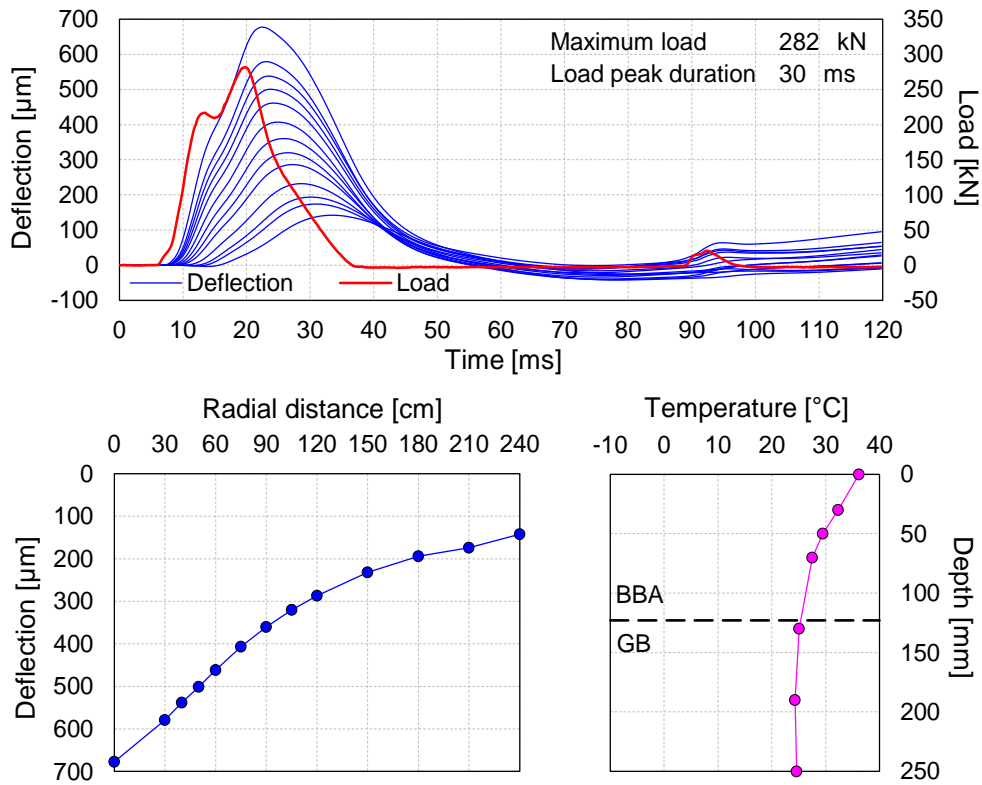 700
600
500
400
300
200
100
0
-100
Deflection [µm]
350
300
250
200
150
100
50
0
-50
Load [kN]
Maximum load 282 kN
Load peak duration 30 ms
Deflection Load
0 10 20 30 40 50 60 70 80 90 100 110 120
Time [ms]
Radial distance [cm]
0 30 60 90 120 150 180 210 240
0
100
200
300
400
500
600
700
Deflection [µm]
Temperature [°C]
-10 0 10 20 30 40
0
50
100
150
200
250
Depth [mm]
BBA
GB